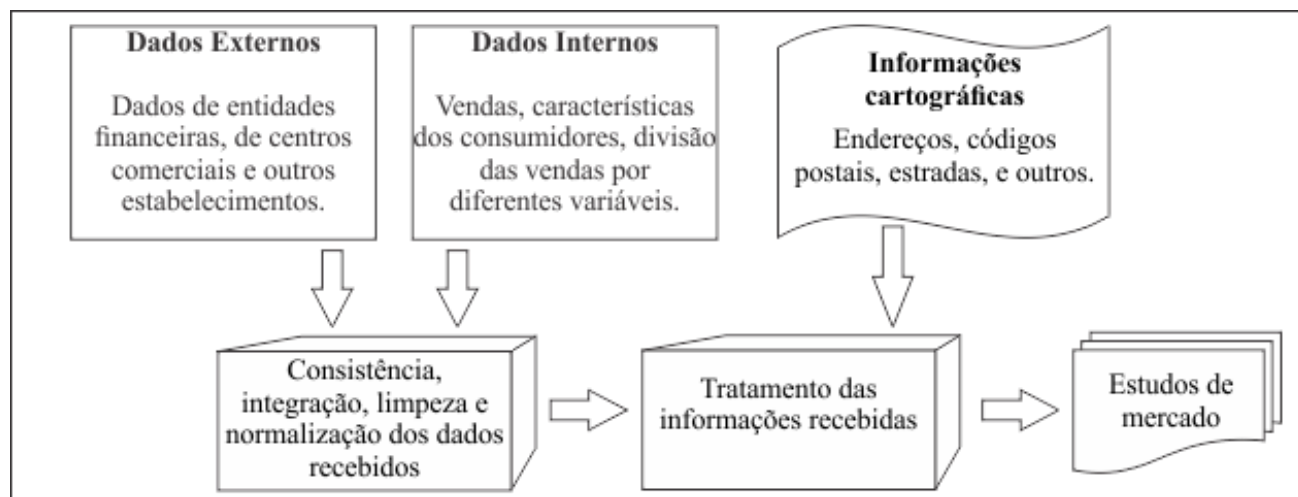 Dados Externos
Dados de entidades
financeiras, de centros
comerciais e outros
estabelecimentos.
Dados Internos
Vendas, características
dos consumidores, divisão
das vendas por
diferentes variáveis.
Informações
cartográficas
Endereços, códigos
postais, estradas, e outros.
Consistência,
integração, limpeza e
normalização dos dados
recebidos
Tratamento das
informações recebidas
Estudos de
mercado